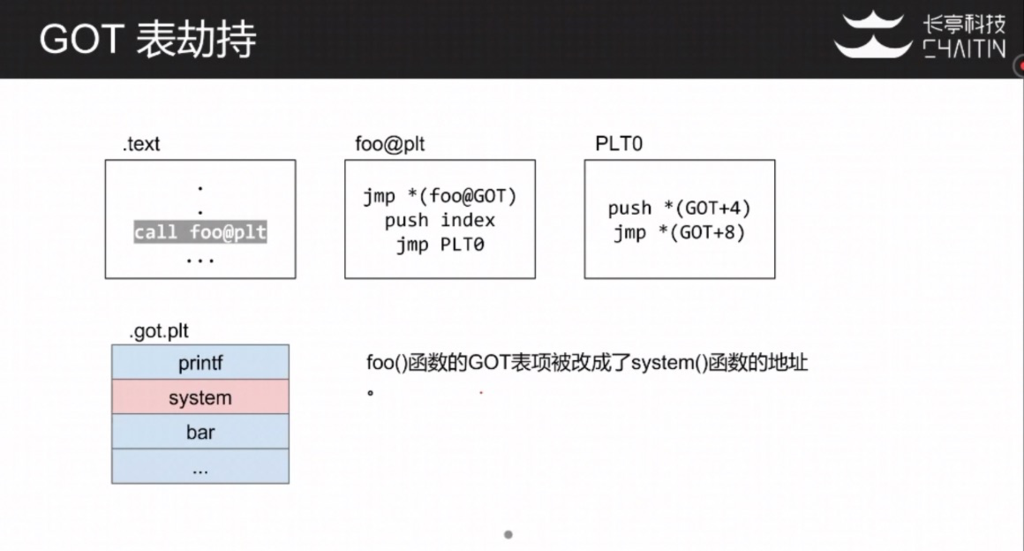 GOT 表劫持
长亭科技
CHAITIN
.text
.
.
call foo@plt
...
foo@plt
jmp *(foo@GOT)
push index
jmp PLT0
PLT0
push *(GOT+4)
jmp *(GOT+8)
.got.plt
printf
system
bar
...
foo()函数的GOT表项被改成了system()函数的地址
。